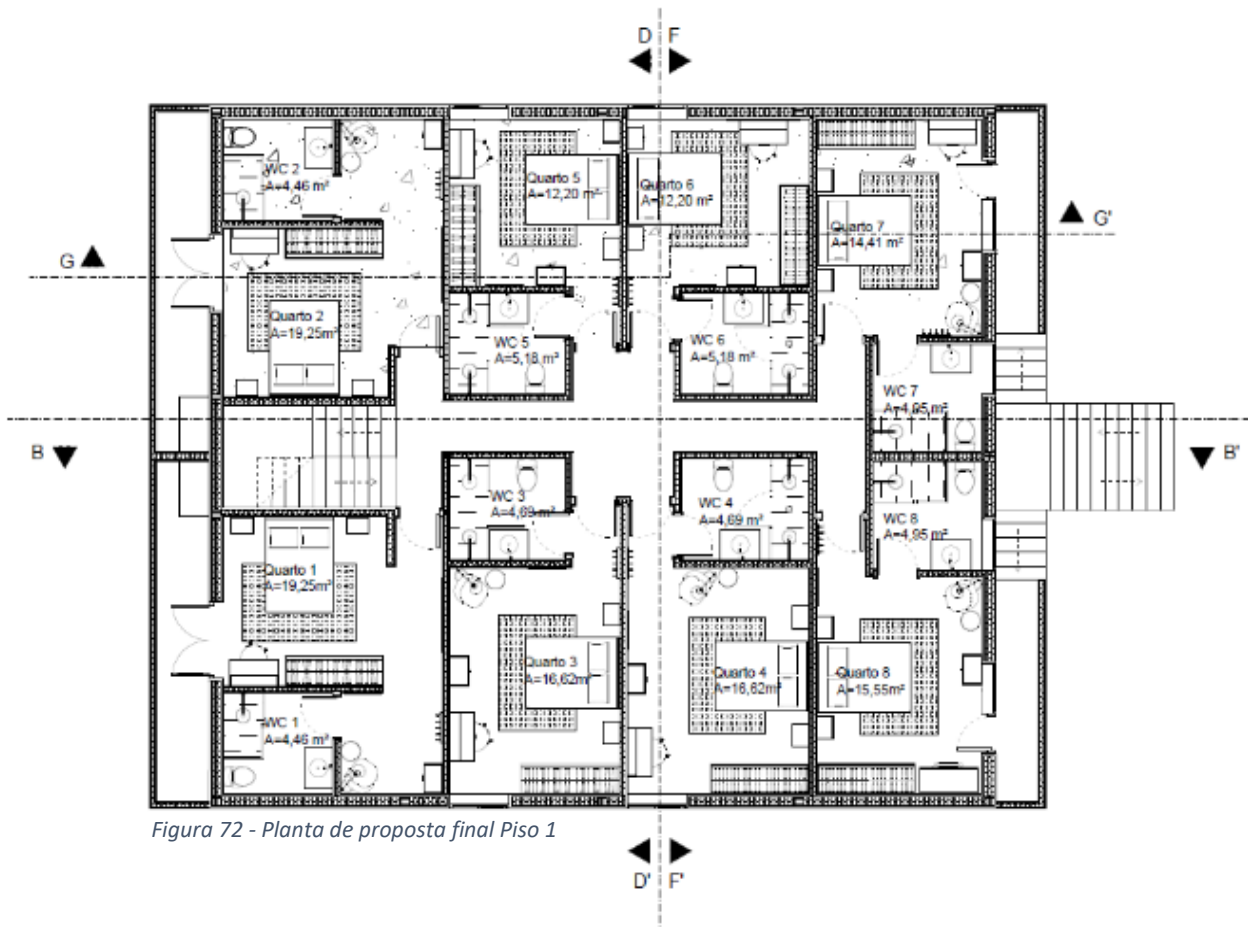 D F
WC 2
A=4,46 m²
Quarto 5
A=12,20 m²
Quarto 6
A=12,20 m²
Quarto 7
A=14,41 m²
G'
G
Quarto 2
A=19,25m²
WC 5
A=5,18 m²
WC 6
A=5,18 m²
WC 7
A=4,95 m²
B
B'
WC 3
A=4,69 m²
WC 4
A=4,69 m²
WC 8
A=4,95 m²
Quarto 1
A=19,25m²
Quarto 3
A=16,62m²
Quarto 4
A=16,62m²
Quarto 8
A=15,55m²
WC 1
A=4,46 m²
Figura 72 - Planta de proposta final Piso 1
D' F'